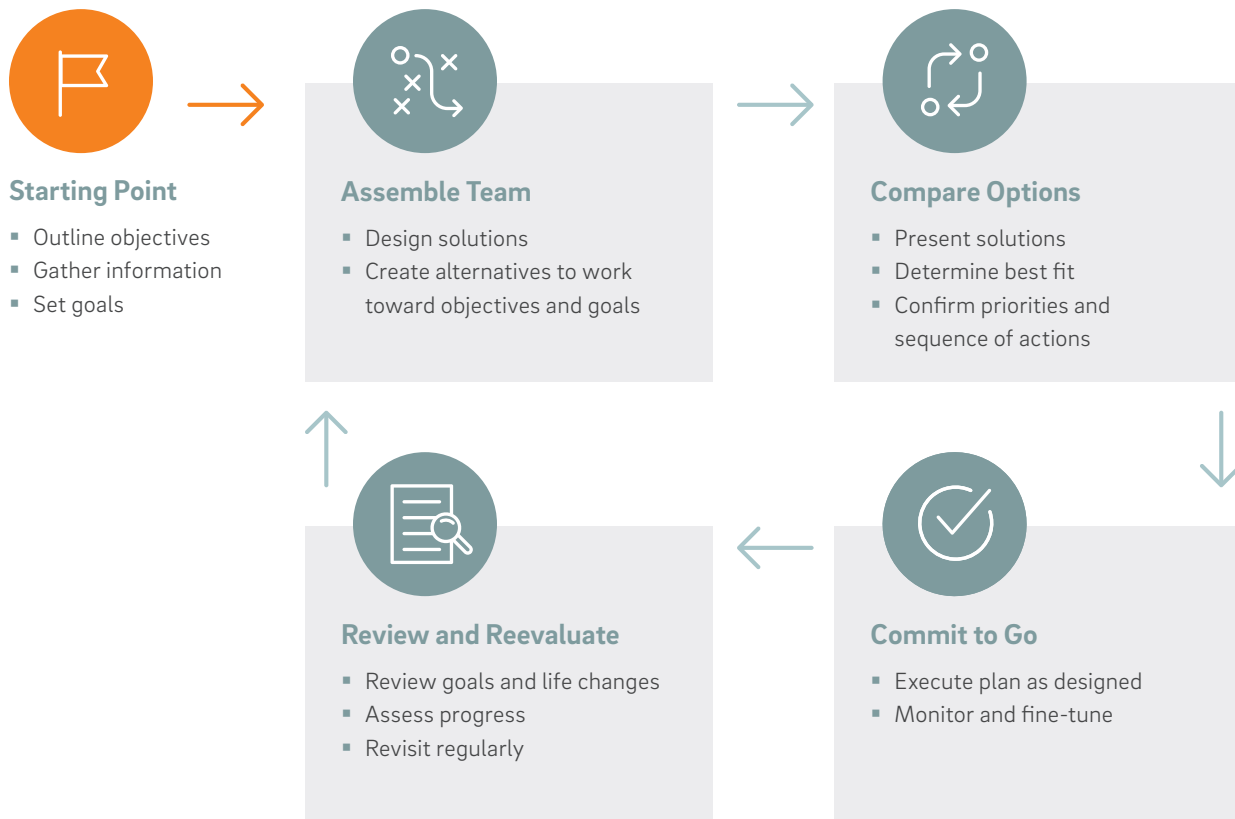 Starting Point
▪ Outline objectives
▪ Gather information
▪ Set goals
Assemble Team
▪ Design solutions
▪ Create alternatives to work
toward objectives and goals
Compare Options
▪ Present solutions
▪ Determine best fit
▪ Confirm priorities and
sequence of actions
Commit to Go
▪ Execute plan as designed
▪ Monitor and fine-tune
Review and Reevaluate
▪ Review goals and life changes
▪ Assess progress
▪ Revisit regularly